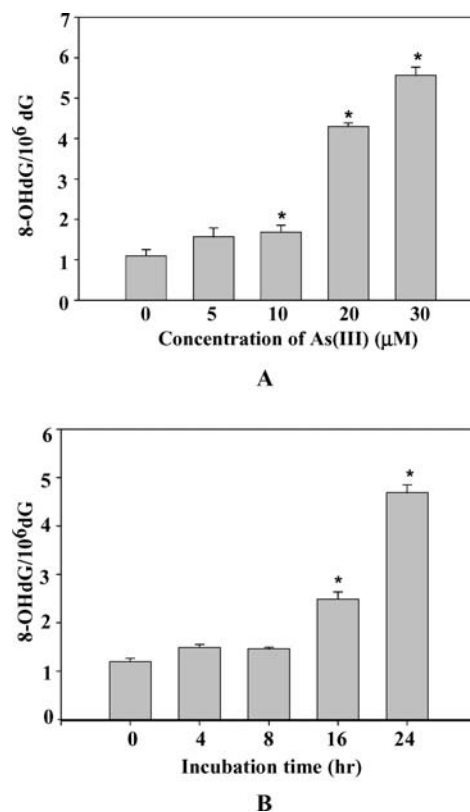 8-OHdG/10⁶ dG
7
6
5
4
3
2
1
0
* * *
0 5 10 20 30
Concentration of As(III) (μM)
A
8-OHdG/10⁶dG
6
5
4
3
2
1
0
* *
0 4 8 16 24
Incubation time (hr)
B